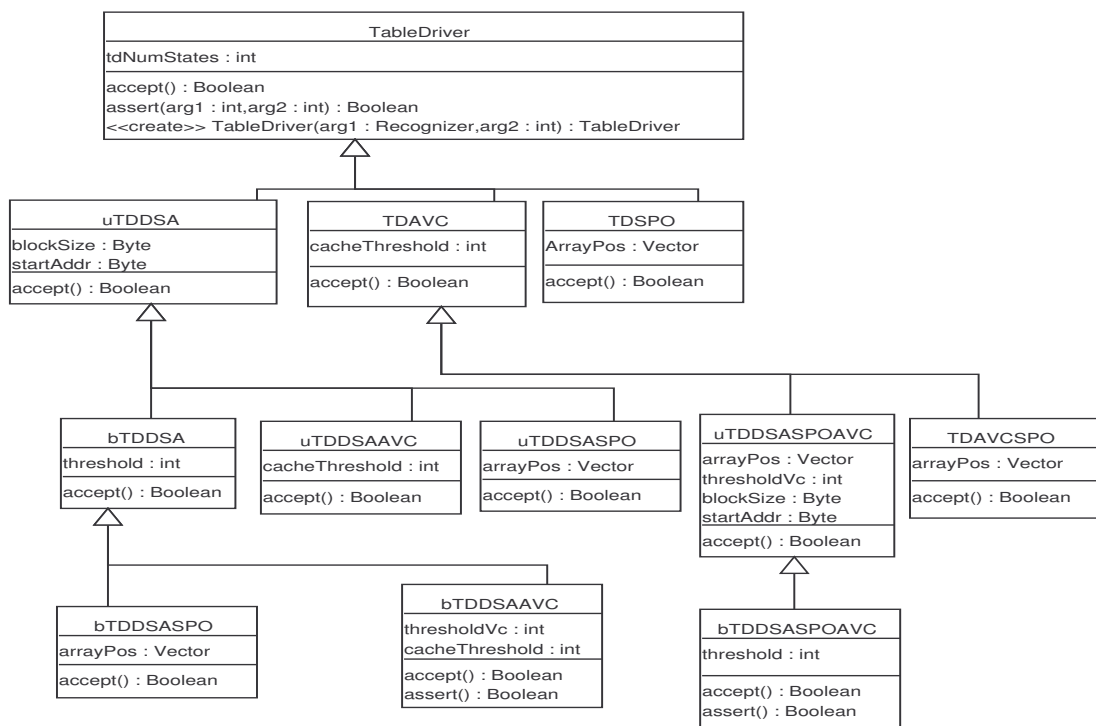 TableDriver
tdNumStates : int
accept() : Boolean
assert(arg1 : int,arg2 : int) : Boolean
<<create>> TableDriver(arg1 : Recognizer,arg2 : int) : TableDriver
uTDDSA
blockSize : Byte
startAddr : Byte
accept() : Boolean
TDAVC
cacheThreshold : int
accept() : Boolean
TDSPO
ArrayPos : Vector
accept() : Boolean
bTDDSA
threshold : int
accept() : Boolean
uTDDSAAVC
cacheThreshold : int
accept() : Boolean
uTDDSASPO
arrayPos : Vector
accept() : Boolean
uTDDSASPOAVC
arrayPos : Vector
thresholdVc : int
blockSize : Byte
startAddr : Byte
accept() : Boolean
TDAVCSPO
arrayPos : Vector
accept() : Boolean
bTDDSASPO
arrayPos : Vector
accept() : Boolean
bTDDSAAVC
thresholdVc : int
cacheThreshold : int
accept() : Boolean
assert() : Boolean
bTDDSASPOAVC
threshold : int
accept() : Boolean
assert() : Boolean